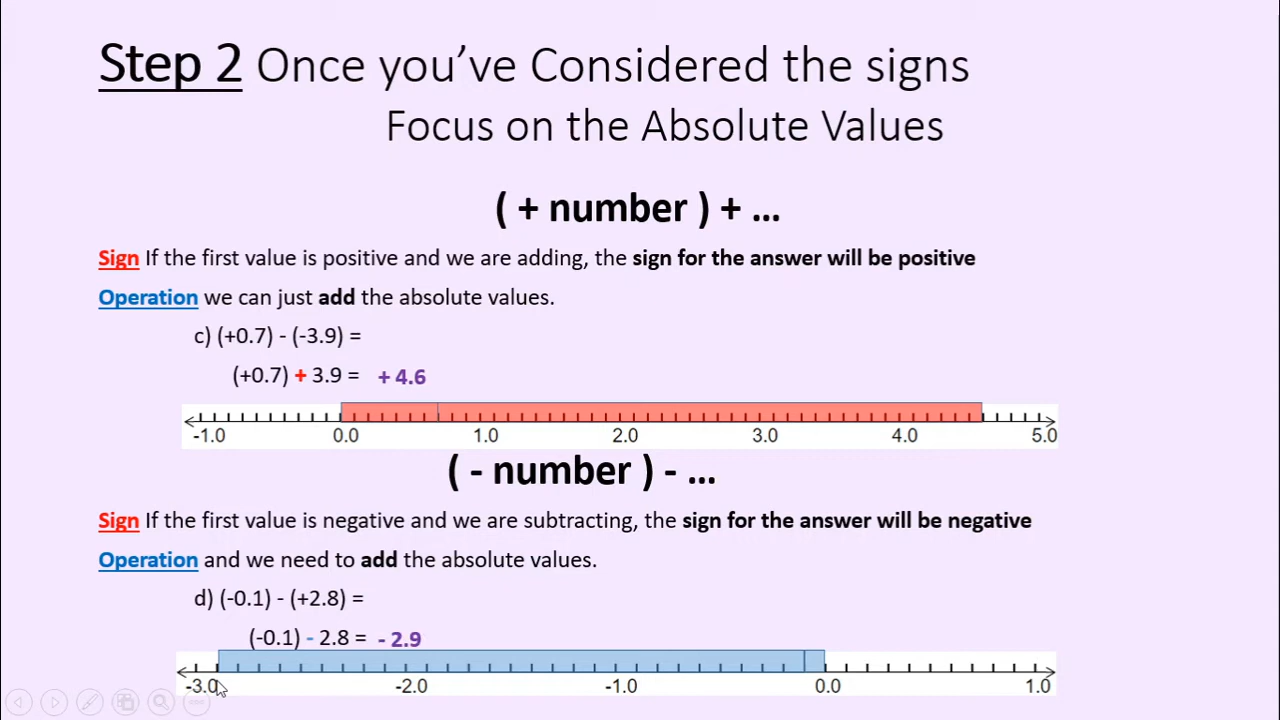 Step 2 Once you've Considered the signs
Focus on the Absolute Values
( + number ) + ...
Sign If the first value is positive and we are adding, the sign for the answer will be positive
Operation we can just add the absolute values.
c) (+0.7) - (-3.9) =
(+0.7) + 3.9 = + 4.6
-1.0 0.0 1.0 2.0 3.0 4.0 5.0
( - number ) - ...
Sign If the first value is negative and we are subtracting, the sign for the answer will be negative
Operation and we need to add the absolute values.
d) (-0.1) - (+2.8) =
(-0.1) - 2.8 = - 2.9
-3.0 -2.0 -1.0 0.0 1.0